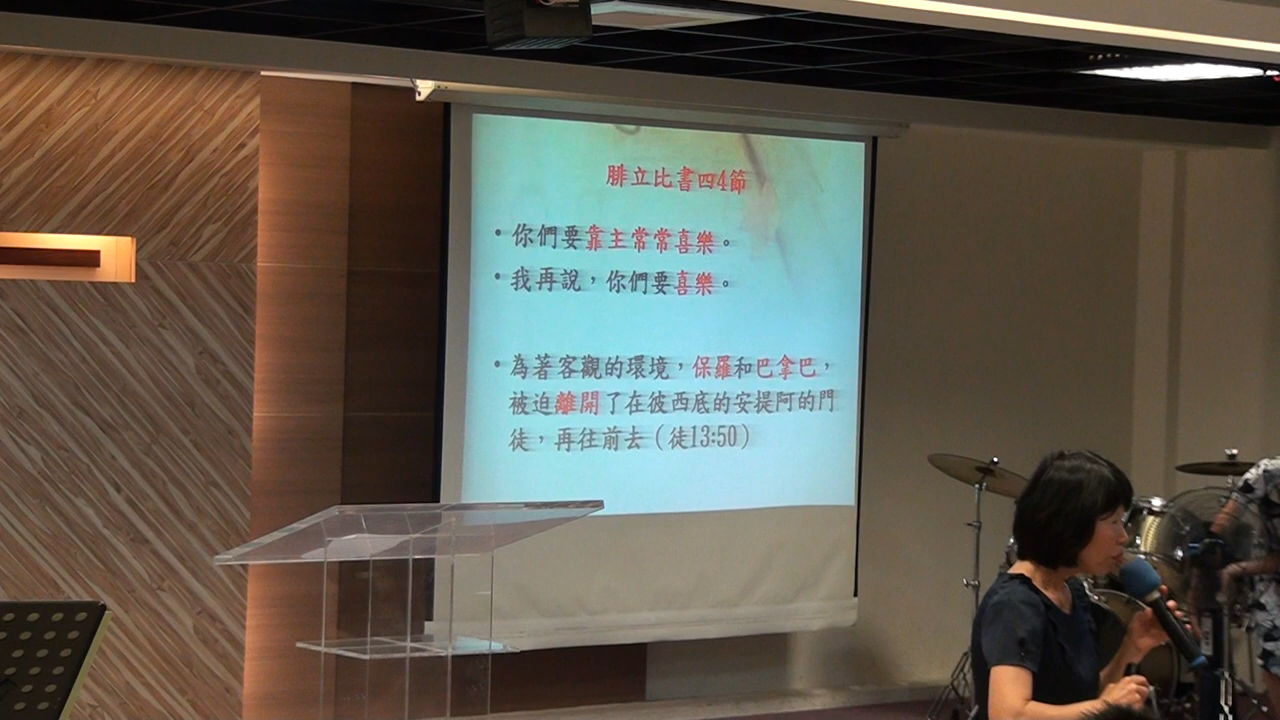 腓立比書四4節
• 你們要靠主常常喜樂。
• 我再說，你們要喜樂。
• 為著客觀的環境，保羅和巴拿巴，
被迫離開了在彼西底的安提阿的門
徒，再往前去（徒13:50）